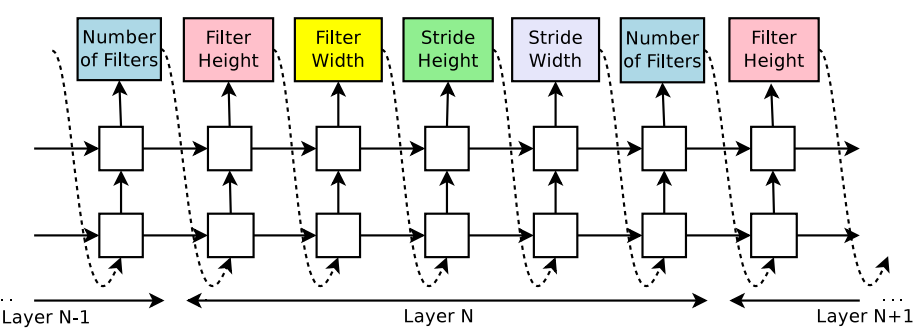 Number
of Filters
Filter
Height
Filter
Width
Stride
Height
Stride
Width
Number
of Filters
Filter
Height
..
Layer N-1
Layer N
Layer N+1
....